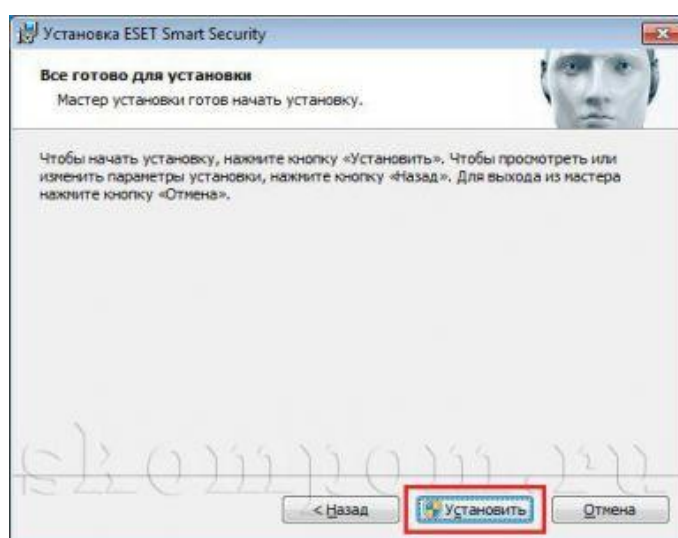 Установка ESET Smart Security
Все готово для установки
Мастер установки готов начать установку.
Чтобы начать установку, нажмите кнопку «Установить». Чтобы просмотреть или
изменить параметры установки, нажмите кнопку «Назад». Для выхода из мастера
нажмите кнопку «Отмена».
skompom.ru
< Назад
Установить
Отмена